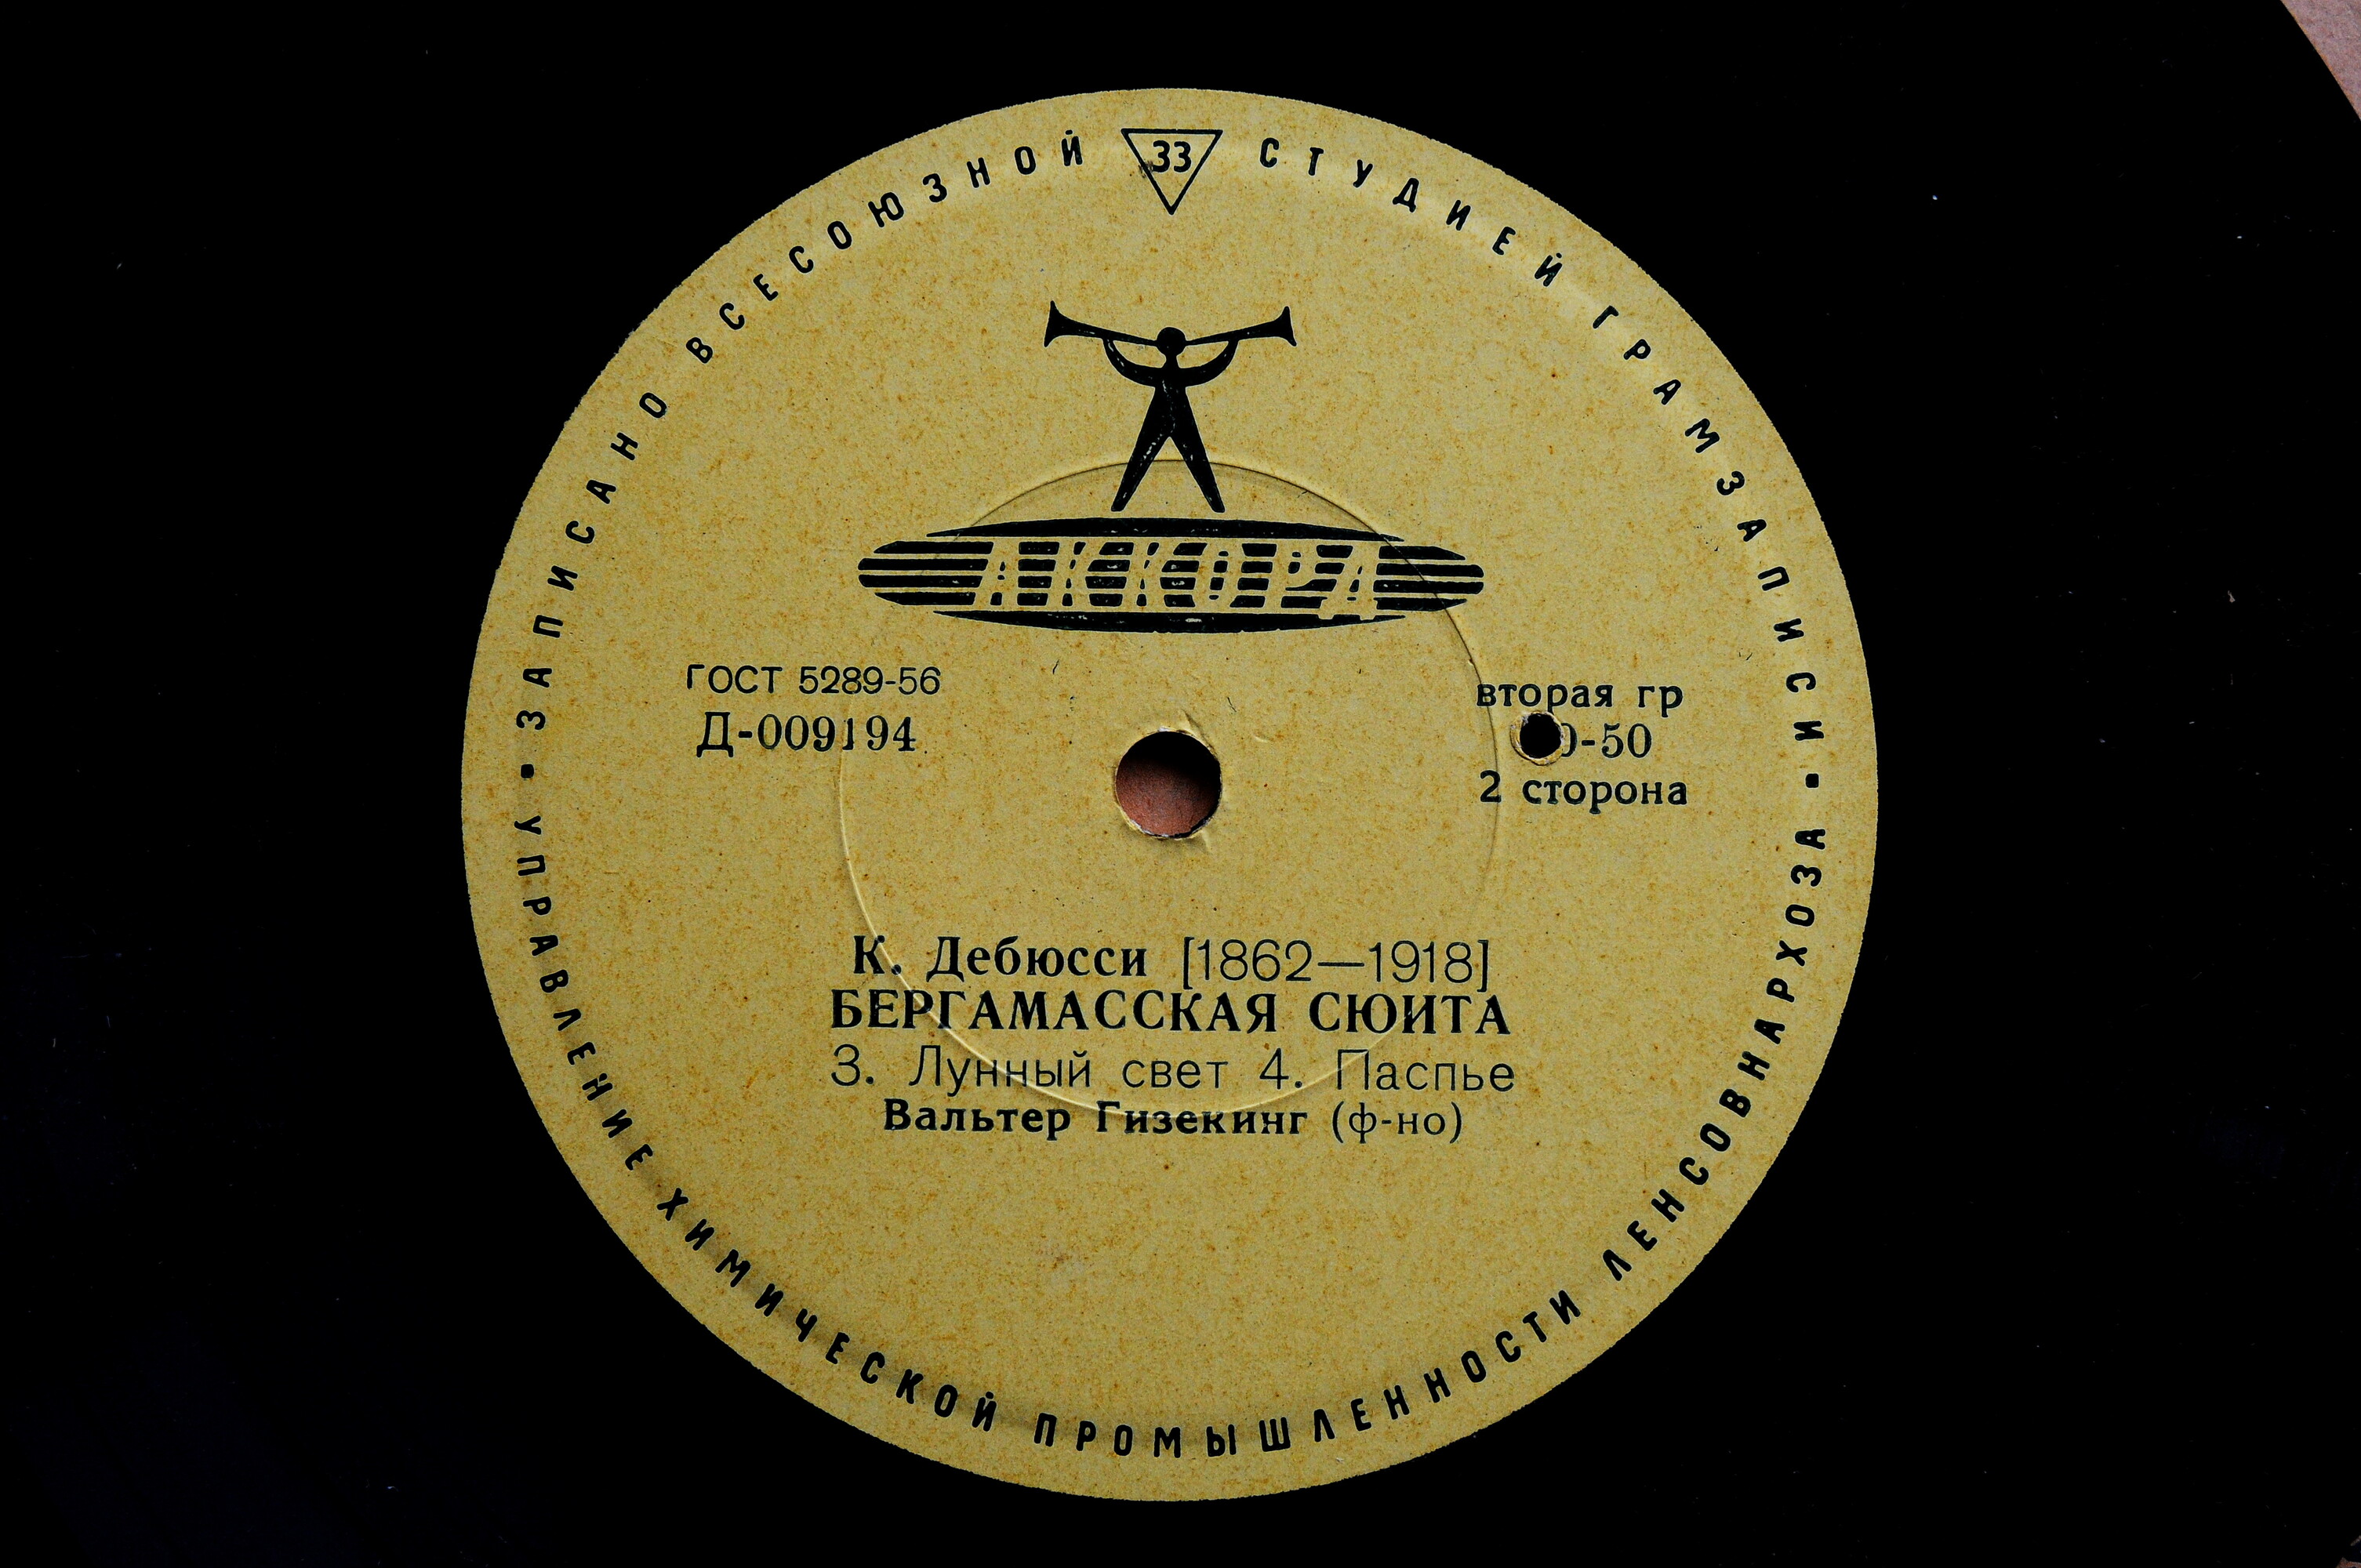 ЗАПИСАНО ВСЕСОЮЗНОЙ СТУДИЕЙ ГРАМЗАПИСИ •
33
АККОРД
ГОСТ 5289-56
Д-009194
вторая гр
0-50
2 сторона
К. Дебюсси [1862—1918]
БЕРГАМАССКАЯ СЮИТА
3. Лунный свет 4. Паспье
Вальтер Гизекинг (ф-но)
УПРАВЛЕНИЕ ХИМИЧЕСКОЙ ПРОМЫШЛЕННОСТИ ЛЕНСОВНАРХОЗА •